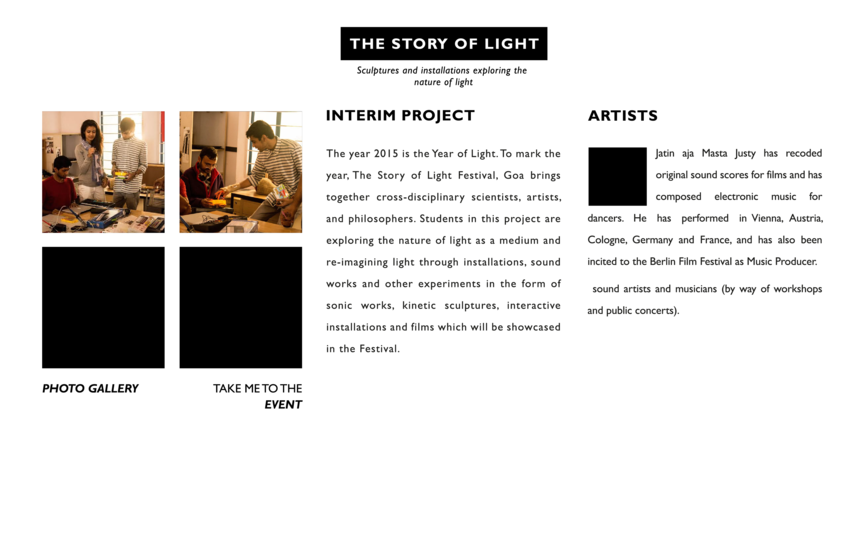 THE STORY OF LIGHT
Sculptures and installations exploring the
nature of light
INTERIM PROJECT
The year 2015 is the Year of Light. To mark the
year, The Story of Light Festival, Goa brings
together cross-disciplinary scientists, artists,
and philosophers. Students in this project are
exploring the nature of light as a medium and
re-imagining light through installations, sound
works and other experiments in the form of
sonic works, kinetic sculptures, interactive
installations and films which will be showcased
in the Festival.
ARTISTS
Jatin aja Masta Justy has recoded
original sound scores for films and has
composed electronic music for
dancers. He has performed in Vienna, Austria,
Cologne, Germany and France, and has also been
incited to the Berlin Film Festival as Music Producer.
sound artists and musicians (by way of workshops
and public concerts).
PHOTO GALLERY
TAKE ME TO THE
EVENT